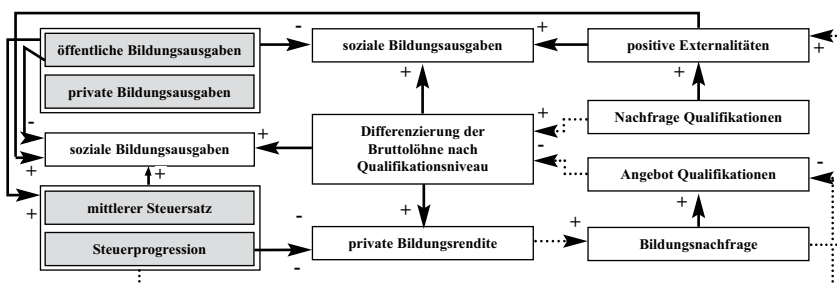 öffentliche Bildungsausgaben
-
soziale Bildungsausgaben
+
positive Externalitäten
+
private Bildungsausgaben
+
+
-
soziale Bildungsausgaben
+
+
+
Differenzierung der
Bruttolöhne nach
Qualifikationsniveau
+
-
Nachfrage Qualifikationen
Angebot Qualifikationen
-
+
mittlerer Steuersatz
+
+
-
Steuerprogression
-
private Bildungsrendite
+
Bildungsnachfrage